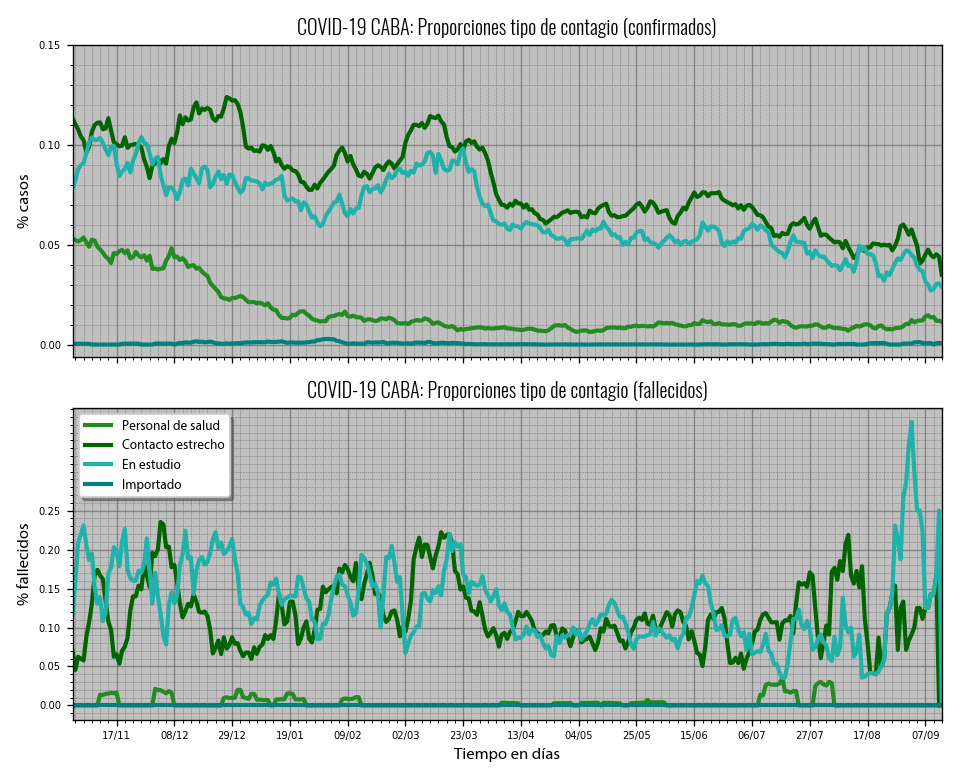 COVID-19 CABA: Proporciones tipo de contagio (confirmados)
0.15
0.10
0.05
0.00
% casos
COVID-19 CABA: Proporciones tipo de contagio (fallecidos)
Personal de salud
Contacto estrecho
En estudio
Importado
0.25
0.20
0.15
0.10
0.05
0.00
% fallecidos
17/11 08/12 29/12 19/01 09/02 02/03 23/03 13/04 04/05 25/05 15/06 06/07 27/07 17/08 07/09
Tiempo en días